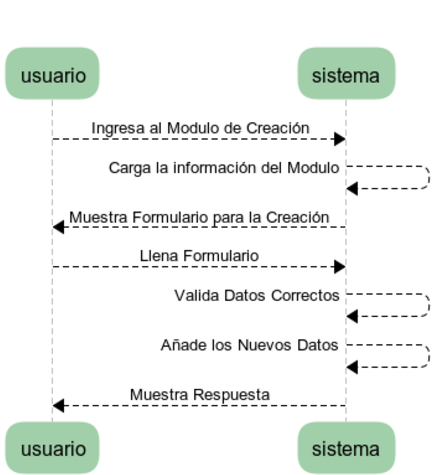 usuario
sistema
Ingresa al Modulo de Creación
Carga la información del Modulo
Muestra Formulario para la Creación
Llena Formulario
Valida Datos Correctos
Añade los Nuevos Datos
Muestra Respuesta
usuario
sistema